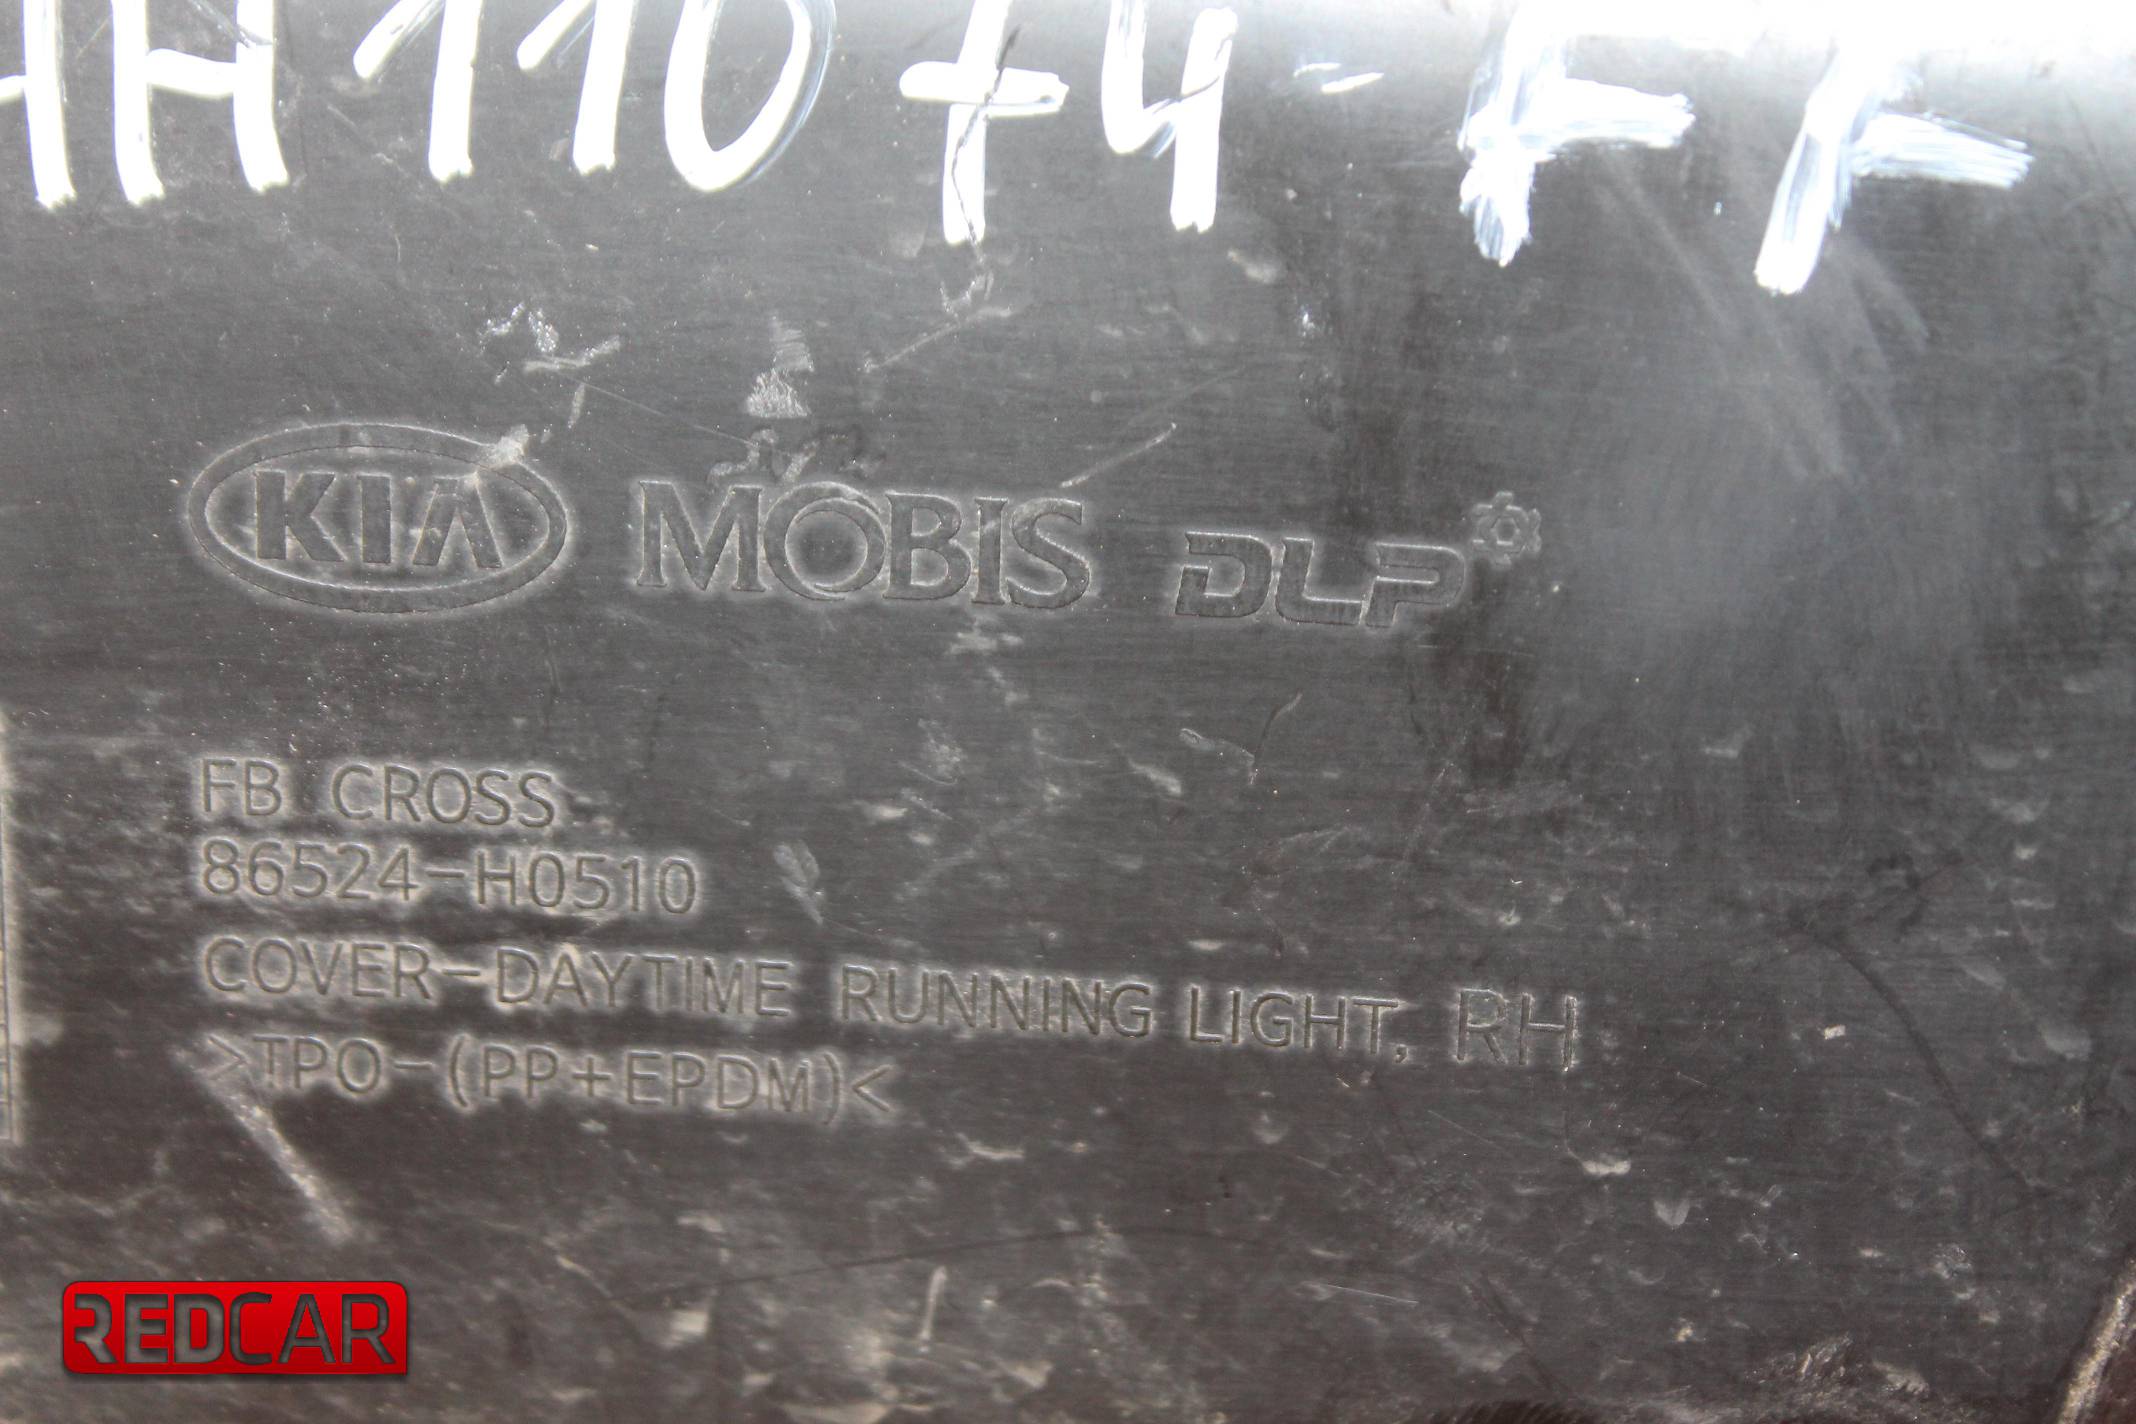 KIA MOBIS DLP
FB CROSS
86524-H0510
COVER-DAYTIME RUNNING LIGHT, RH
>TPO-(PP+EPDM)<
REDCAR